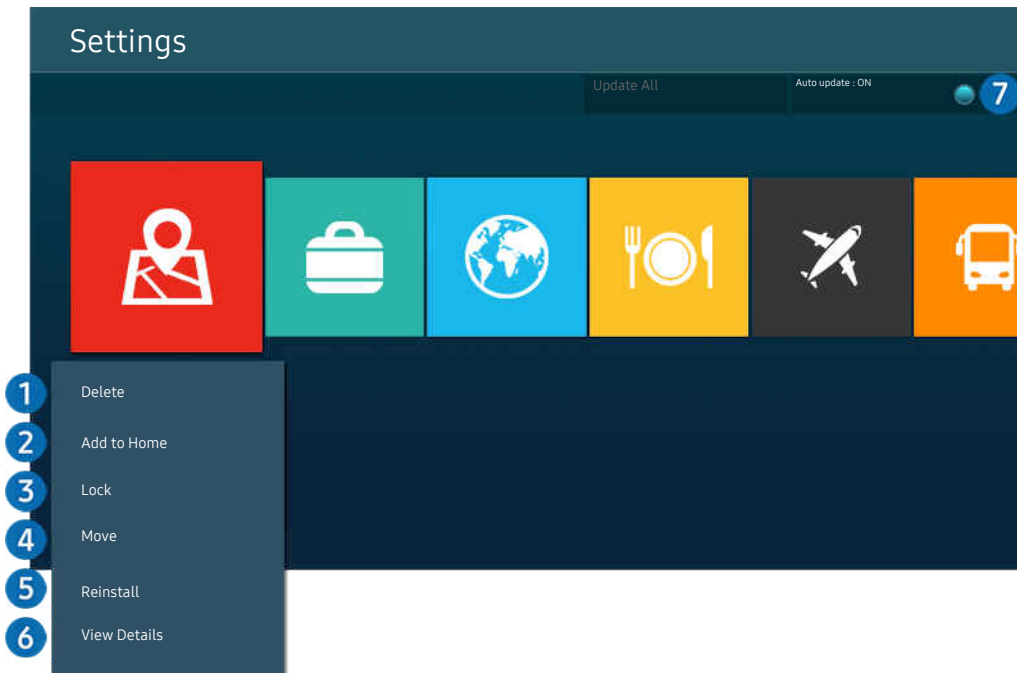 Settings
Update All
Auto update : ON
7
1 Delete
2 Add to Home
3 Lock
4 Move
5 Reinstall
6 View Details